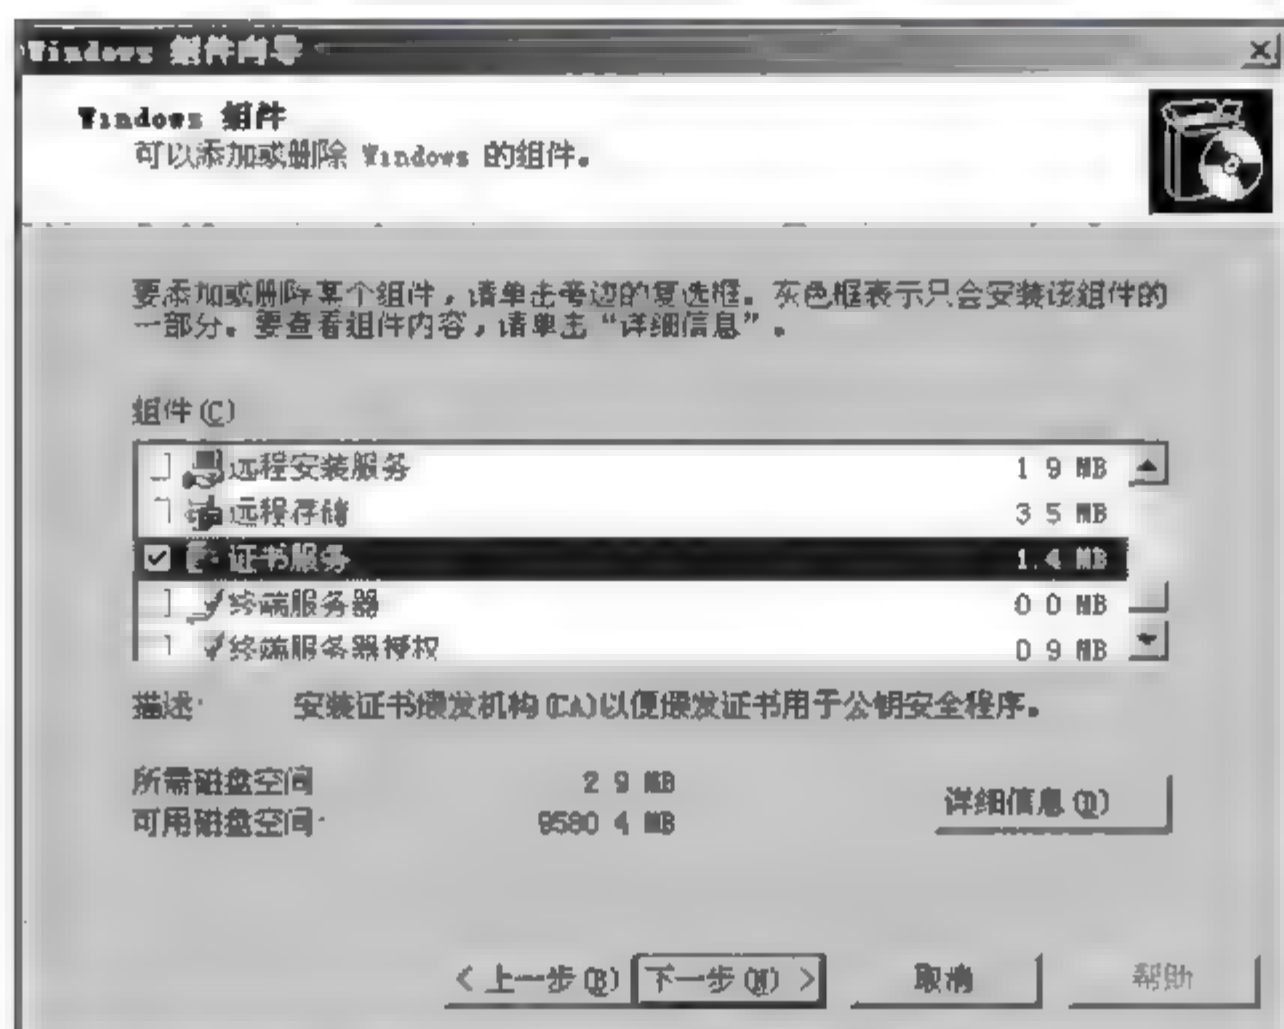 Windows 组件向导
Windows 组件
可以添加或删除 Windows 的组件。
要添加或删除某个组件，请单击旁边的复选框。灰色框表示只会安装该组件的
一部分。要查看组件内容，请单击“详细信息”。
组件(C)
远程安装服务 1 9 MB
远程存储 3 5 MB
证书服务 1.4 MB
终端服务器 0 0 MB
终端服务器授权 0 9 MB
描述: 安装证书颁发机构(CA)以便颁发证书用于公钥安全程序。
所需磁盘空间 2 9 MB
可用磁盘空间: 9580 4 MB
详细信息(D)
< 上一步(B) 下一步(N) > 取消 帮助